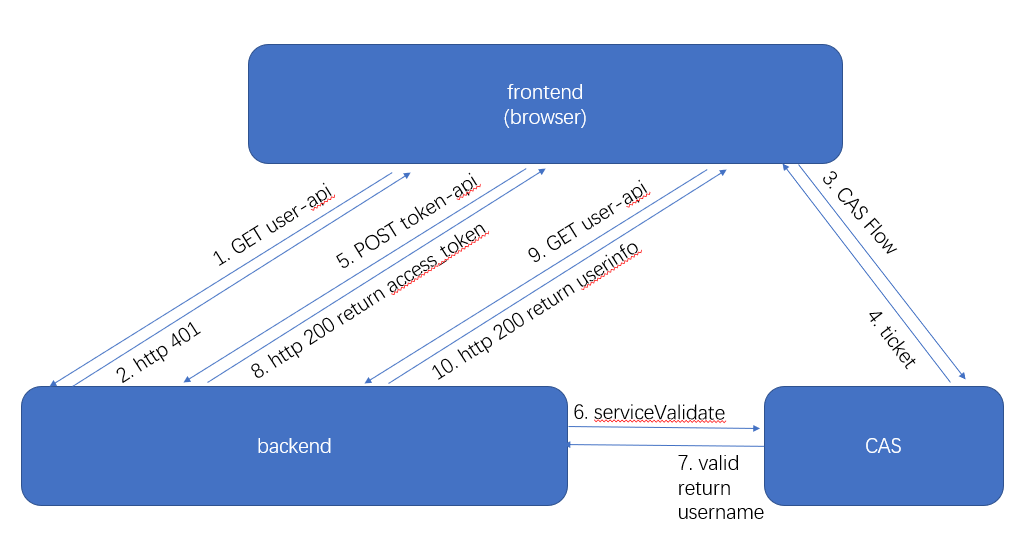 frontend
(browser)
1. GET user-api
2. http 401
5. POST token-api
8. http 200 return access_token
9. GET user-api
10. http 200 return userinfo
3. CAS Flow
4. ticket
backend
6. serviceValidate
7. valid
return
username
CAS